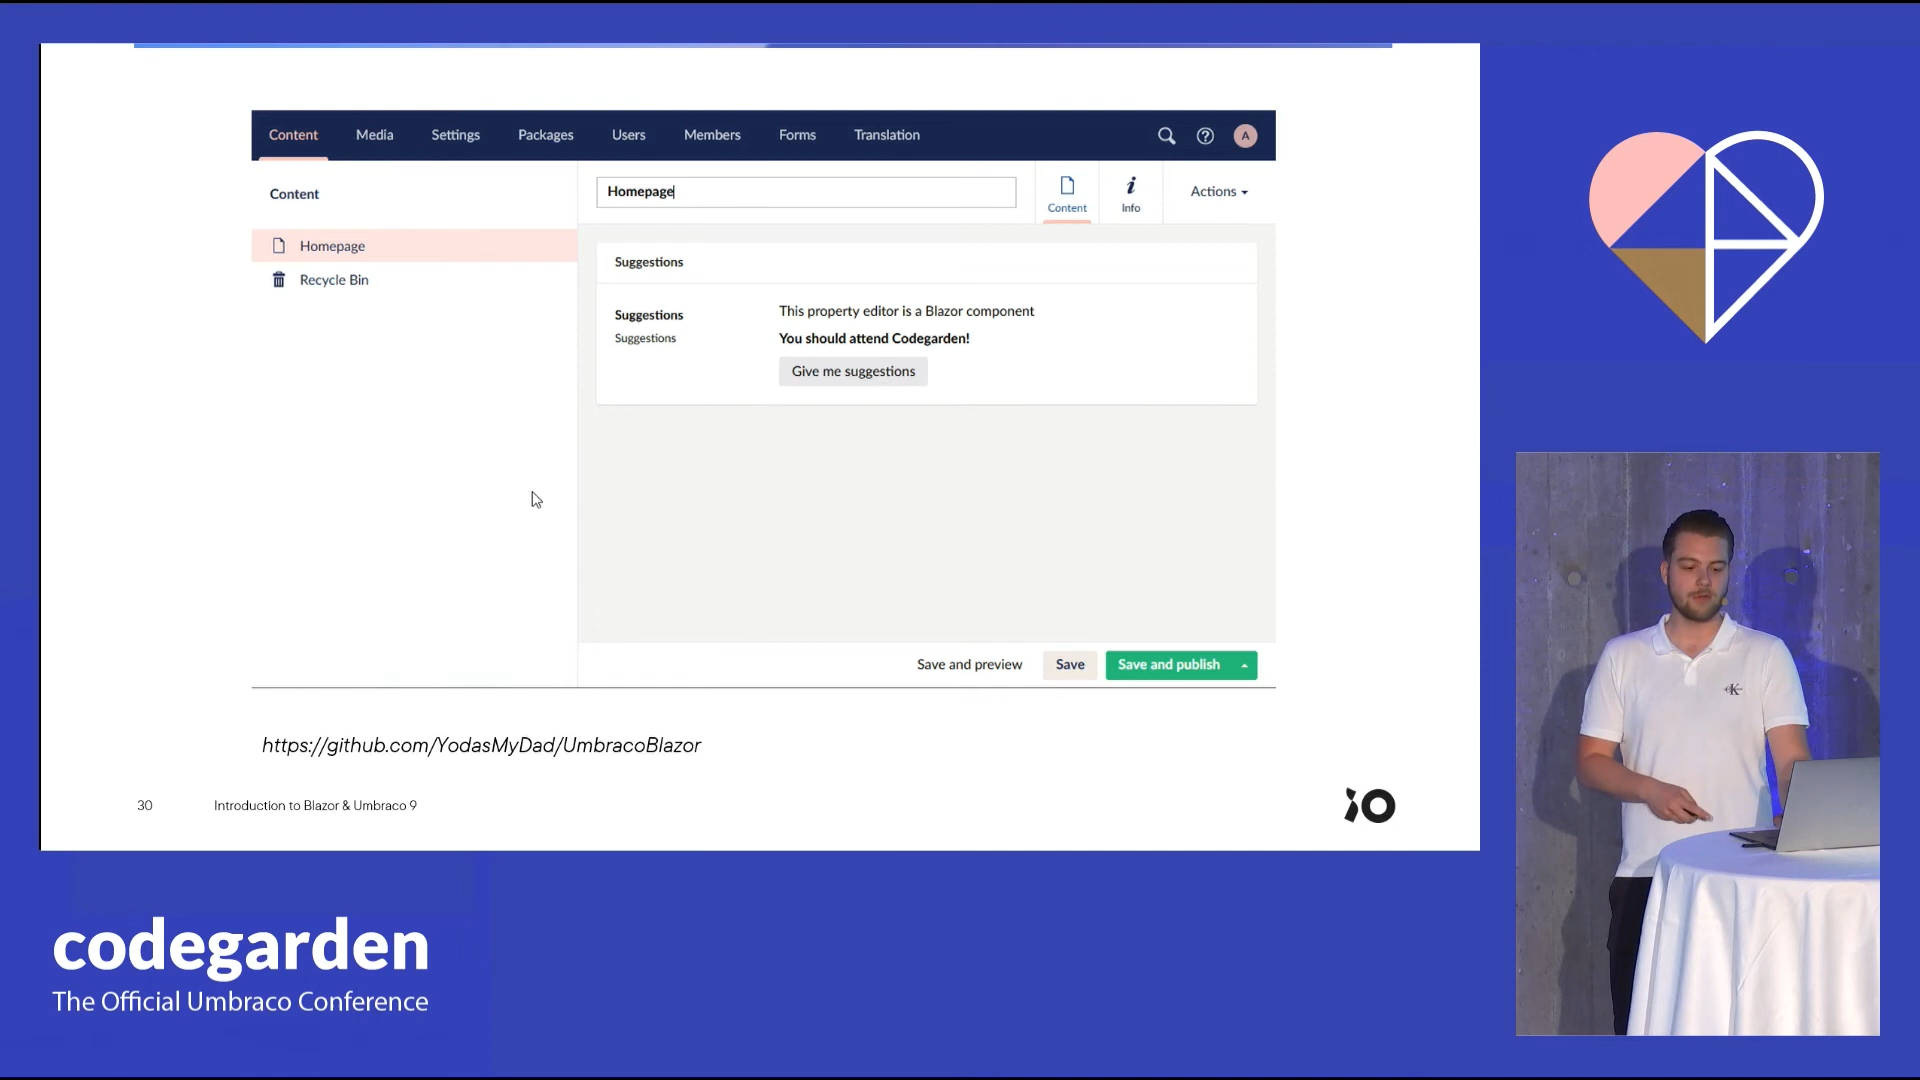 Content Media Settings Packages Users Members Forms Translation A
Content
Homepage
Content
Info
Actions
Homepage
Recycle Bin
Suggestions
Suggestions
Suggestions
This property editor is a Blazor component
You should attend Codegarden!
Give me suggestions
Save and preview
Save
Save and publish
https://github.com/YodasMyDad/UmbracoBlazor
30
Introduction to Blazor & Umbraco 9
iO
codegarden
The Official Umbraco Conference